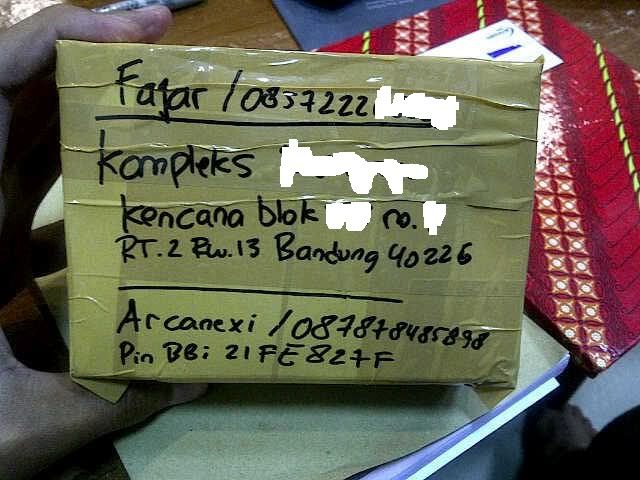 Fajar / 0857222
Kompleks
Kencana blok no.
RT.2 Rw.13 Bandung 40226
Arcanexi / 087878485898
Pin BB: 21FE827F